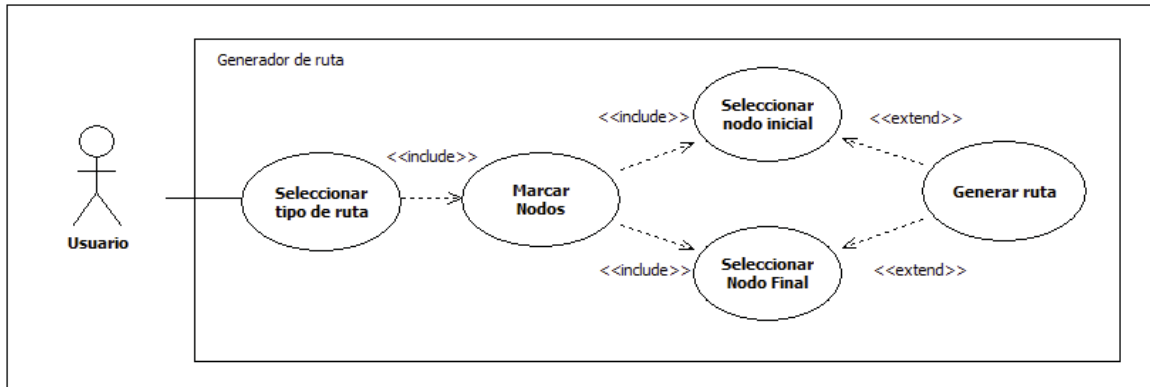 Generador de ruta
Usuario
<<include>>
Seleccionar
tipo de ruta
Marcar
Nodos
<<include>>
Seleccionar
nodo inicial
<<extend>>
<<include>>
Seleccionar
Nodo Final
<<extend>>
Generar ruta